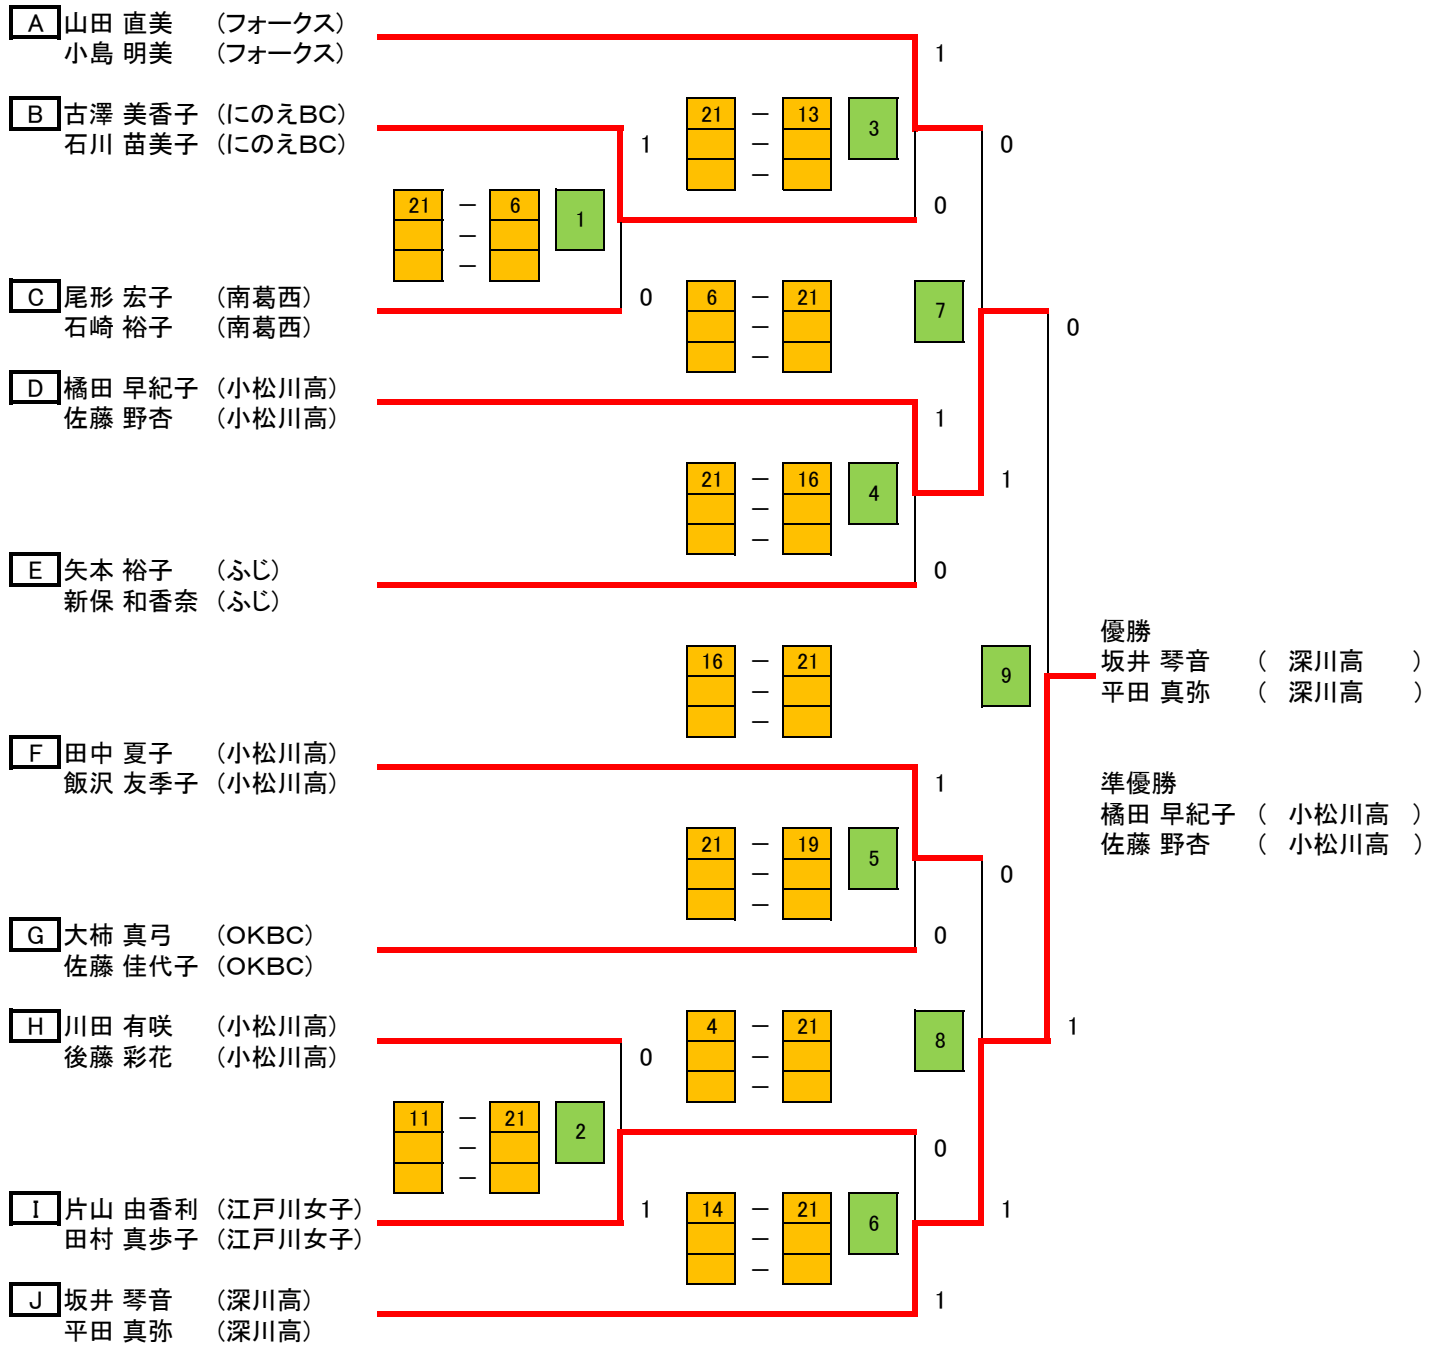 A 山田 直美 （フォークス）
小島 明美 （フォークス）
1
B 古澤 美香子 （にのえBC）
石川 苗美子 （にのえBC）
21 － 13 3
－
－
1
0
21 － 6 1
－
－
0
C 尾形 宏子 （南葛西）
石崎 裕子 （南葛西）
0
6 － 21 7
－
－
0
D 橘田 早紀子 （小松川高）
佐藤 野杏 （小松川高）
1
21 － 16 4
－
－
1
E 矢本 裕子 （ふじ）
新保 和香奈 （ふじ）
0
16 － 21 9
－
－
優勝
坂井 琴音 （ 深川高 ）
平田 真弥 （ 深川高 ）
F 田中 夏子 （小松川高）
飯沢 友季子 （小松川高）
1
準優勝
橘田 早紀子 （ 小松川高 ）
佐藤 野杏 （ 小松川高 ）
21 － 19 5
－
－
0
G 大柿 真弓 （OKBC）
佐藤 佳代子 （OKBC）
0
H 川田 有咲 （小松川高）
後藤 彩花 （小松川高）
0
4 － 21 8
－
－
1
11 － 21 2
－
－
0
I 片山 由香利 （江戸川女子）
田村 真歩子 （江戸川女子）
1
14 － 21 6
－
－
1
J 坂井 琴音 （深川高）
平田 真弥 （深川高）
1